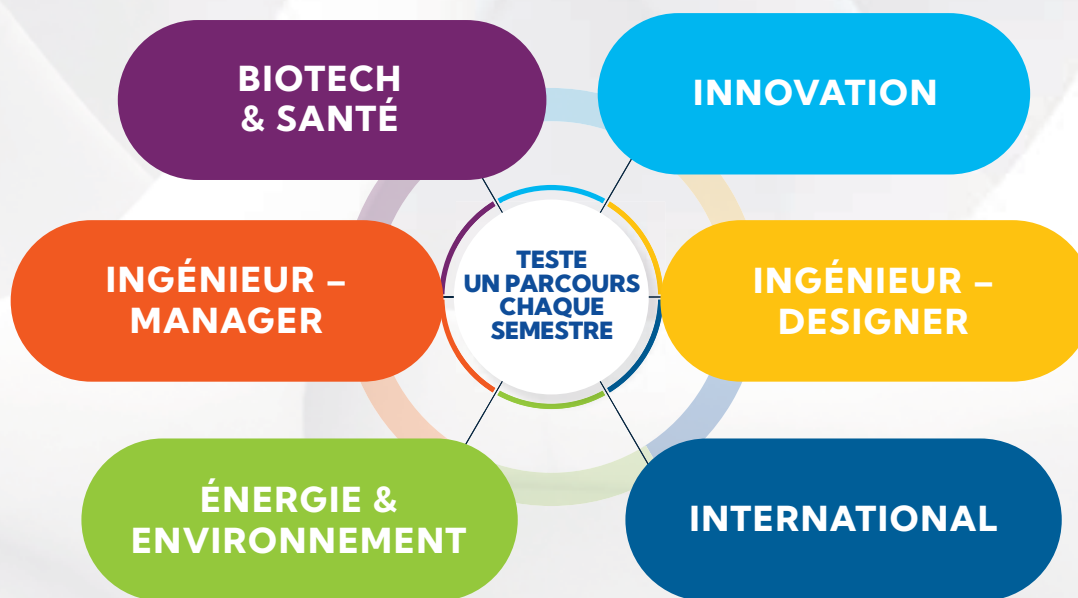 BIOTECH
& SANTÉ
INNOVATION
INGÉNIEUR –
MANAGER
TESTE
UN PARCOURS
CHAQUE
SEMESTRE
INGÉNIEUR –
DESIGNER
ÉNERGIE &
ENVIRONNEMENT
INTERNATIONAL